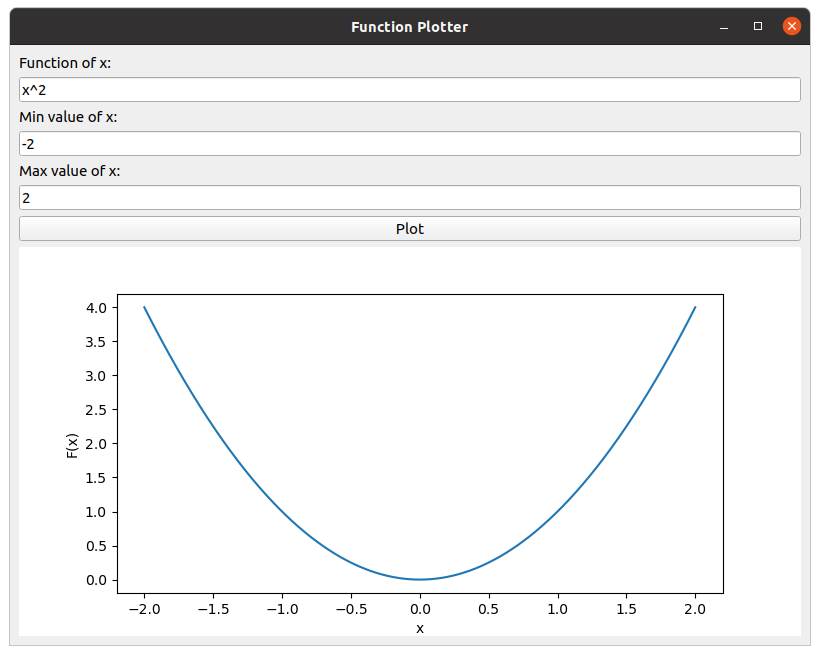 Function Plotter
Function of x:
x^2
Min value of x:
-2
Max value of x:
2
Plot
4.0
3.5
3.0
2.5
2.0
1.5
1.0
0.5
0.0
F(x)
−2.0 −1.5 −1.0 −0.5 0.0 0.5 1.0 1.5 2.0
x